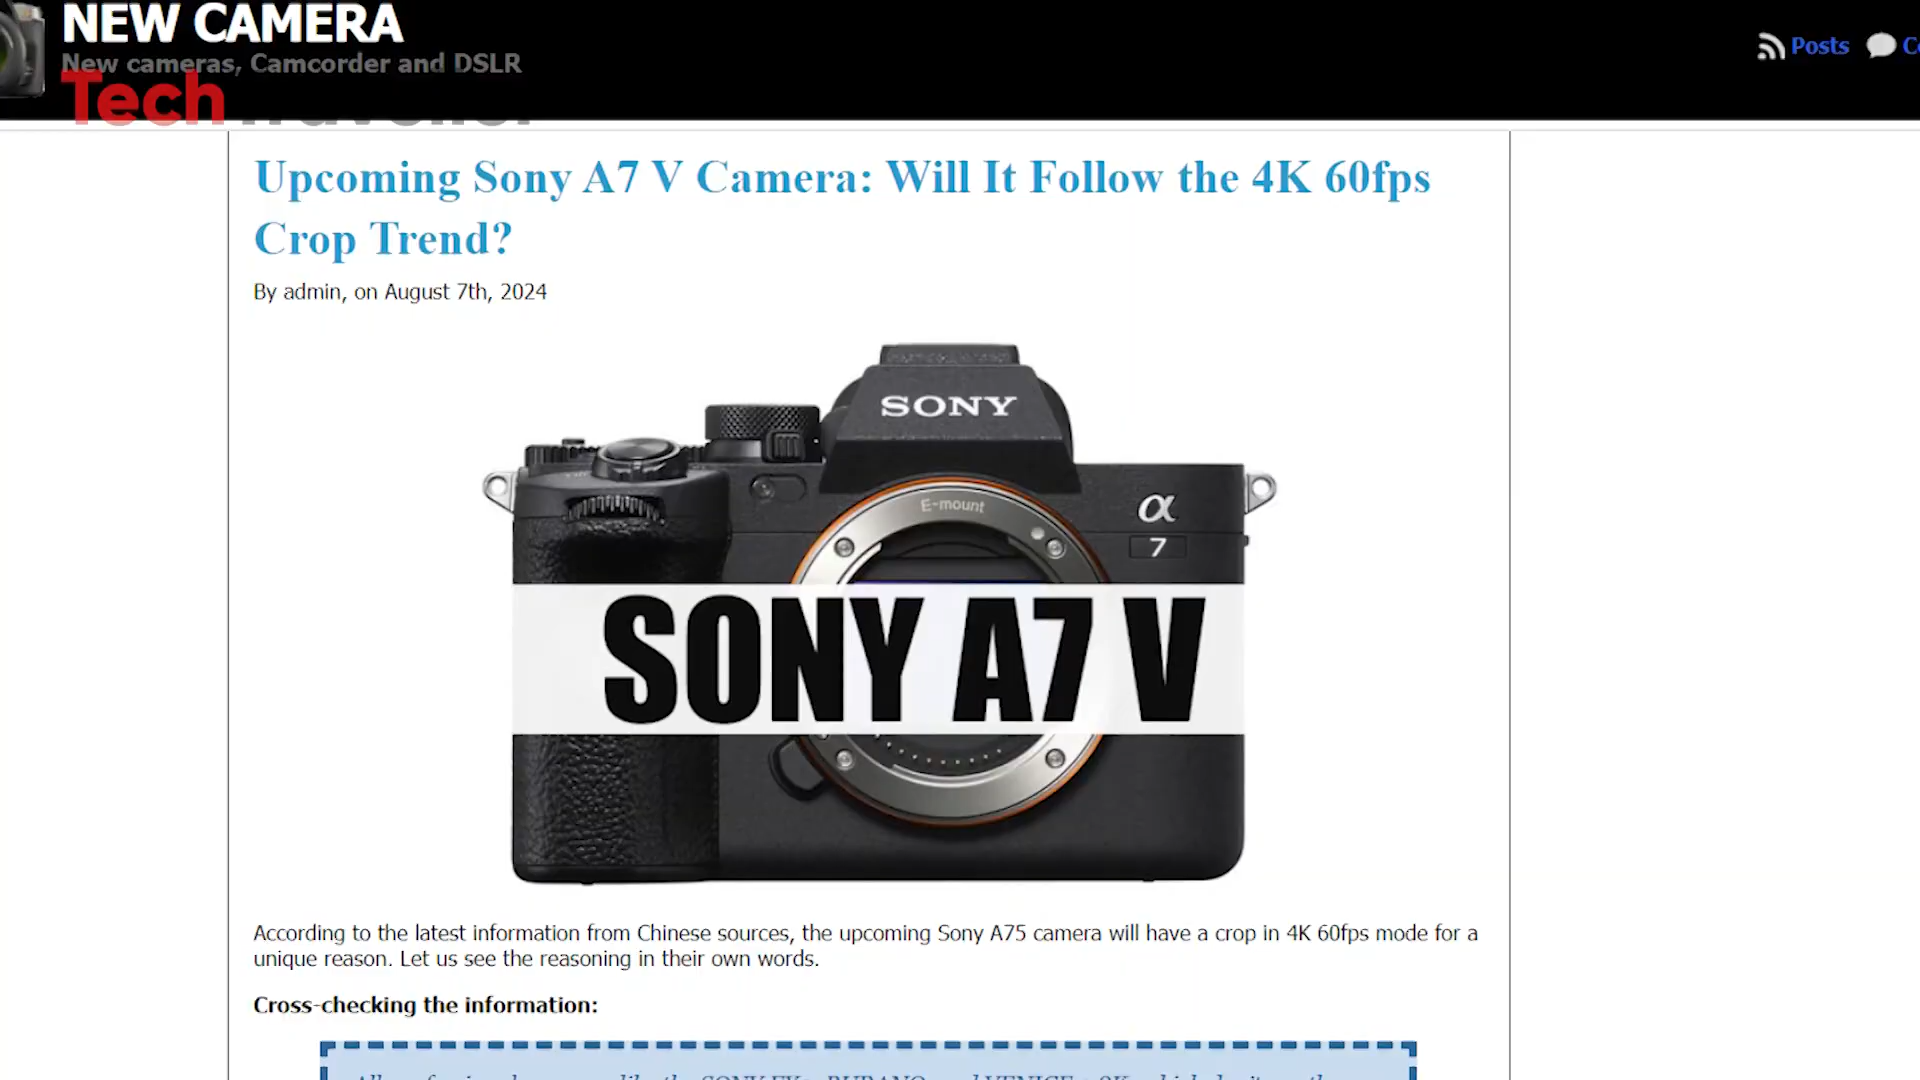 NEW CAMERA
New cameras, Camcorder and DSLR
Tech
Posts
Upcoming Sony A7 V Camera: Will It Follow the 4K 60fps
Crop Trend?
By admin, on August 7th, 2024
SONY
E-mount
α
7
SONY A7 V
According to the latest information from Chinese sources, the upcoming Sony A75 camera will have a crop in 4K 60fps mode for a
unique reason. Let us see the reasoning in their own words.
Cross-checking the information: